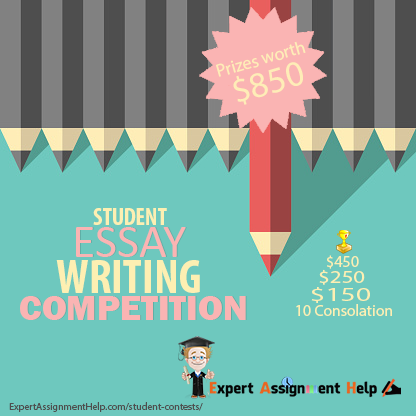 Prizes worth
$850
STUDENT
ESSAY
WRITING
COMPETITION
$450
$250
$150
10 Consolation
Expert Assignment Help
ExpertAssignmentHelp.com/student-contests/